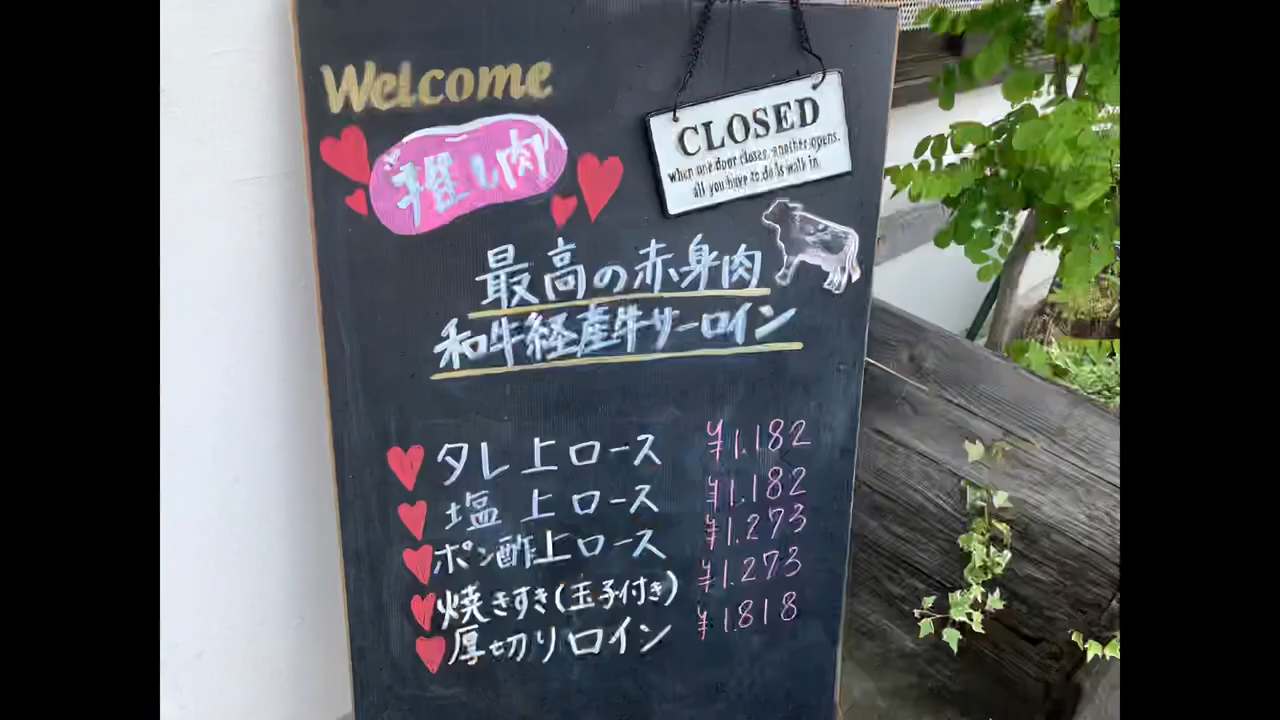 Welcome
推し肉
CLOSED
when one door closes, another opens.
all you have to do is walk in.
最高の赤身肉
和牛経産牛サーロイン
タレ上ロース ¥1.182
塩 上ロース ¥1.182
ポン酢上ロース ¥1.273
焼きすき(玉子付き) ¥1.273
厚切りロイン ¥1.818